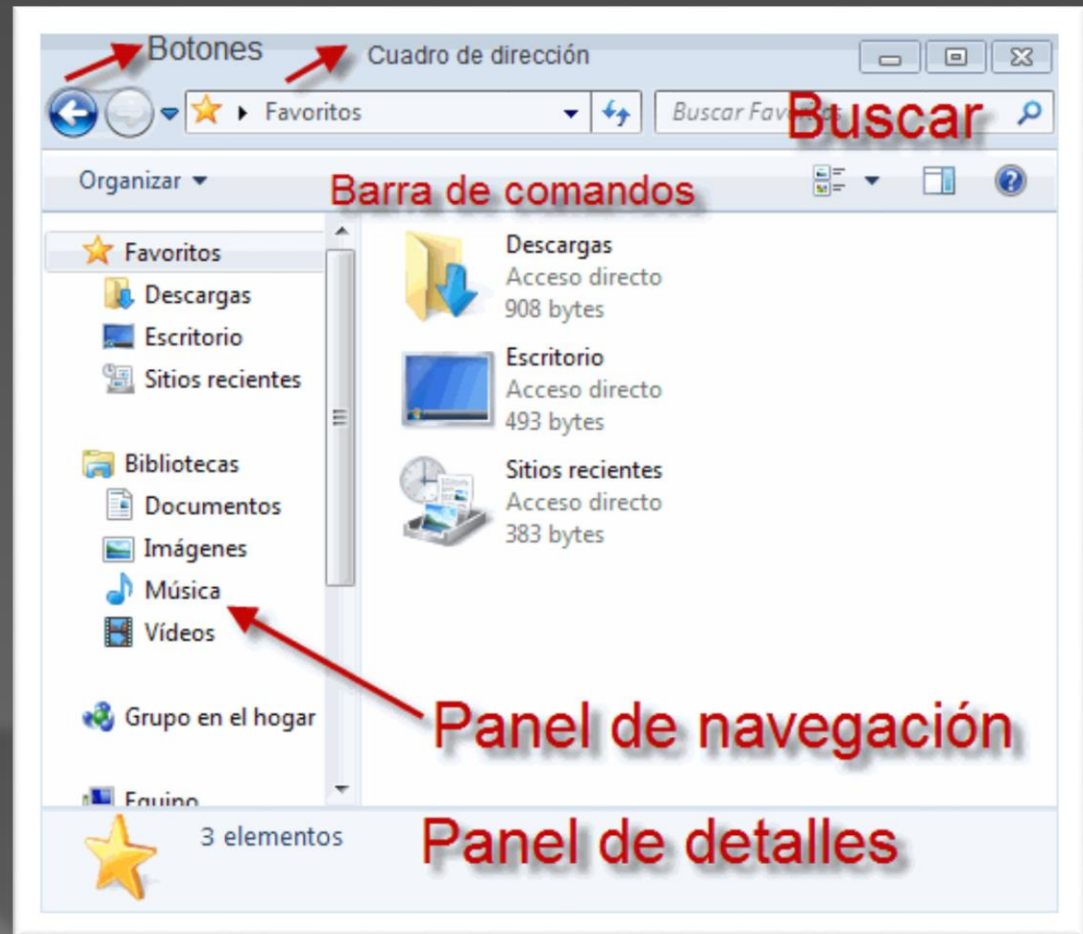 Botones
Cuadro de dirección
Favoritos
Buscar Favoritos
Buscar
Organizar
Barra de comandos
Favoritos
Descargas
Escritorio
Sitios recientes
Bibliotecas
Documentos
Imágenes
Música
Vídeos
Grupo en el hogar
Equipo
Descargas
Acceso directo
908 bytes
Escritorio
Acceso directo
493 bytes
Sitios recientes
Acceso directo
383 bytes
Panel de navegación
3 elementos
Panel de detalles